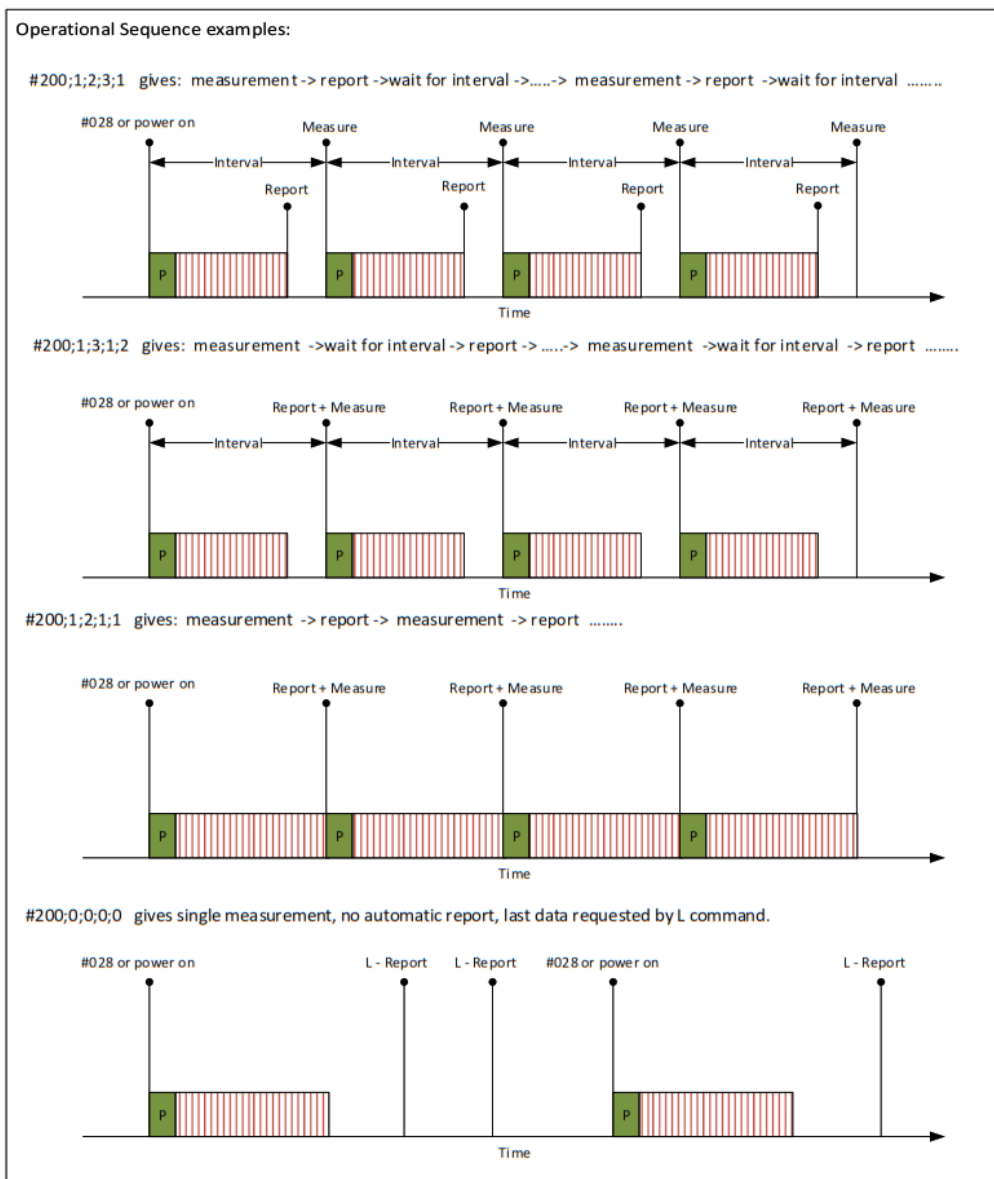 Operational Sequence examples:
#200;1;2;3;1 gives: measurement -> report ->wait for interval ->.....-> measurement -> report ->wait for interval ........
#028 or power on Measure Measure Measure Measure
Interval Interval Interval Interval
Report Report Report Report
P P P P
Time
#200;1;3;1;2 gives: measurement ->wait for interval -> report -> .....-> measurement ->wait for interval -> report ........
#028 or power on Report + Measure Report + Measure Report + Measure Report + Measure
Interval Interval Interval Interval
P P P P
Time
#200;1;2;1;1 gives: measurement -> report -> measurement -> report ........
#028 or power on Report + Measure Report + Measure Report + Measure Report + Measure
P P P P
Time
#200;0;0;0;0 gives single measurement, no automatic report, last data requested by L command.
#028 or power on L - Report L - Report #028 or power on L - Report
P P
Time